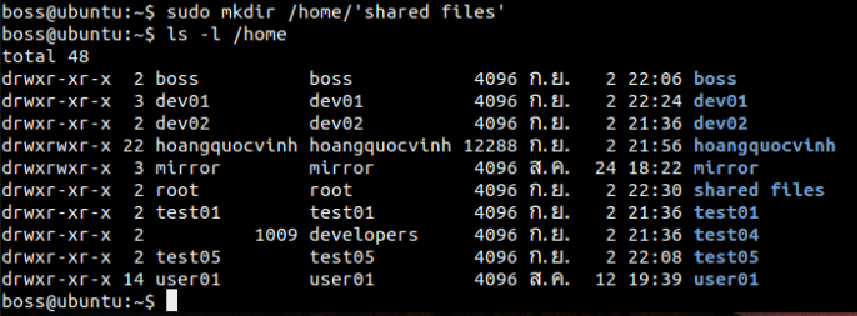 boss@ubuntu:~$ sudo mkdir /home/'shared files'
boss@ubuntu:~$ ls -l /home
total 48
drwxr-xr-x  2 boss         boss          4096 ก.ย.   2 22:06 boss
drwxr-xr-x  3 dev01        dev01         4096 ก.ย.   2 22:24 dev01
drwxr-xr-x  2 dev02        dev02         4096 ก.ย.   2 21:36 dev02
drwxrwxr-x 22 hoangquocvinh hoangquocvinh 12288 ก.ย.   2 21:56 hoangquocvinh
drwxrwxr-x  3 mirror       mirror        4096 ส.ค.  24 18:22 mirror
drwxr-xr-x  2 root         root          4096 ก.ย.   2 22:30 shared files
drwxr-xr-x  2 test01       test01        4096 ก.ย.   2 21:36 test01
drwxr-xr-x  2         1009 developers    4096 ก.ย.   2 21:36 test04
drwxr-xr-x  2 test05       test05        4096 ก.ย.   2 22:08 test05
drwxr-xr-x 14 user01       user01        4096 ส.ค.  12 19:39 user01
boss@ubuntu:~$